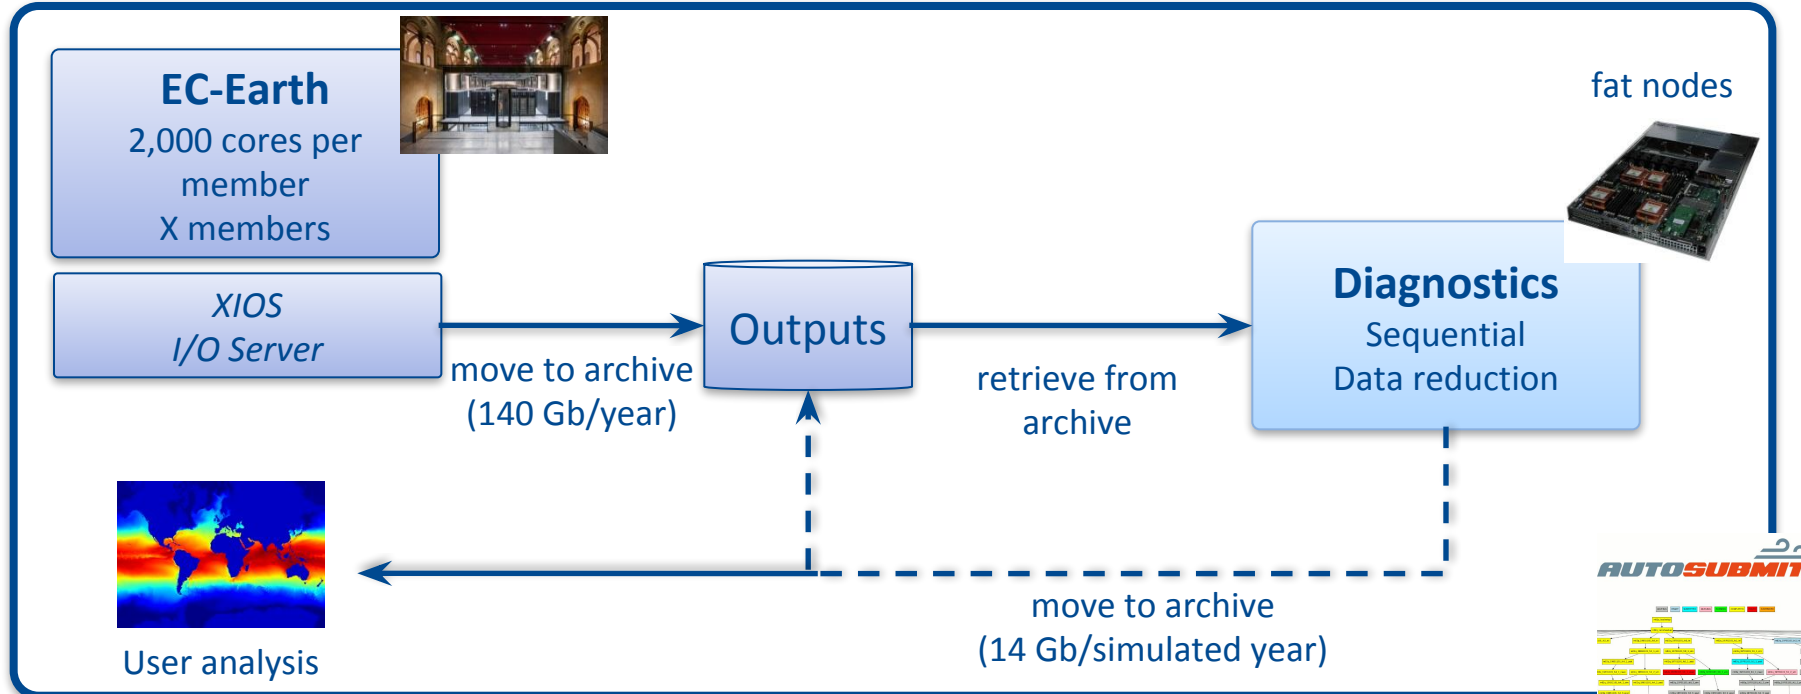 EC-Earth
2,000 cores per
member
X members
XIOS
I/O Server
move to archive
(140 Gb/year)
Outputs
retrieve from
archive
fat nodes
Diagnostics
Sequential
Data reduction
move to archive
(14 Gb/simulated year)
User analysis
AUTOSUBMIT